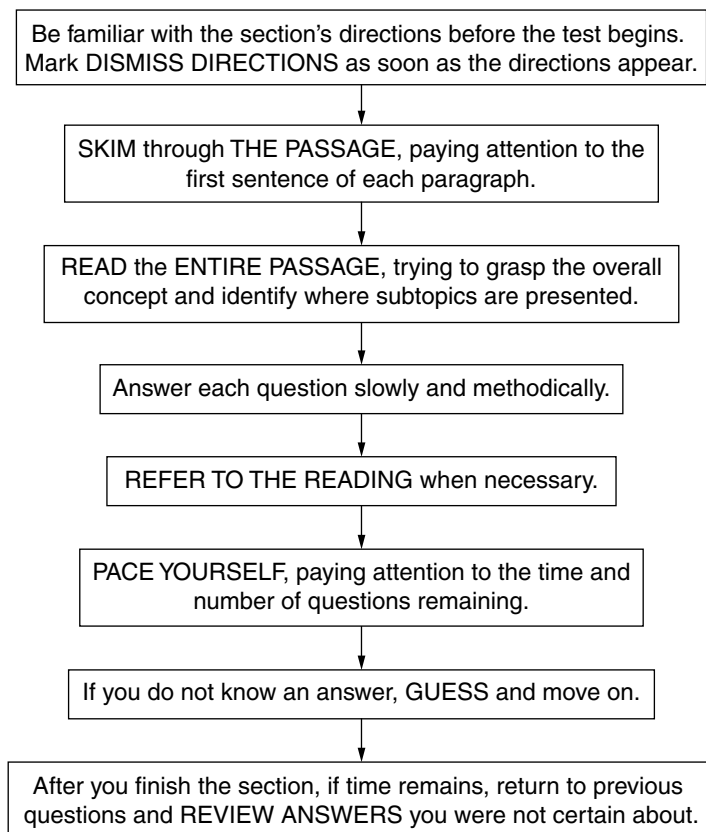 Be familiar with the section's directions before the test begins.
Mark DISMISS DIRECTIONS as soon as the directions appear.
SKIM through THE PASSAGE, paying attention to the
first sentence of each paragraph.
READ the ENTIRE PASSAGE, trying to grasp the overall
concept and identify where subtopics are presented.
Answer each question slowly and methodically.
REFER TO THE READING when necessary.
PACE YOURSELF, paying attention to the time and
number of questions remaining.
If you do not know an answer, GUESS and move on.
After you finish the section, if time remains, return to previous
questions and REVIEW ANSWERS you were not certain about.